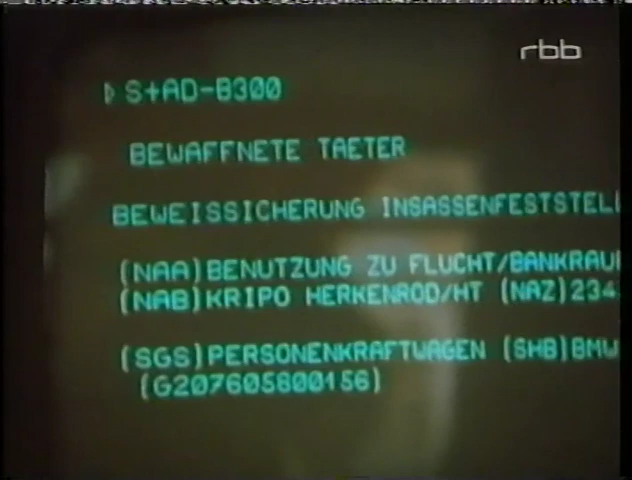 rbb
▷ S+AD-B300
BEWAFFNETE TAETER
BEWEISSICHERUNG INSASSENFESTSTELL
(NAA)BENUTZUNG ZU FLUCHT/BANKRAU
(NAB)KRIPO HERKENROD/HT (NAZ)234
(SGS)PERSONENKRAFTWAGEN (SHB)BMW
(G207605800156)